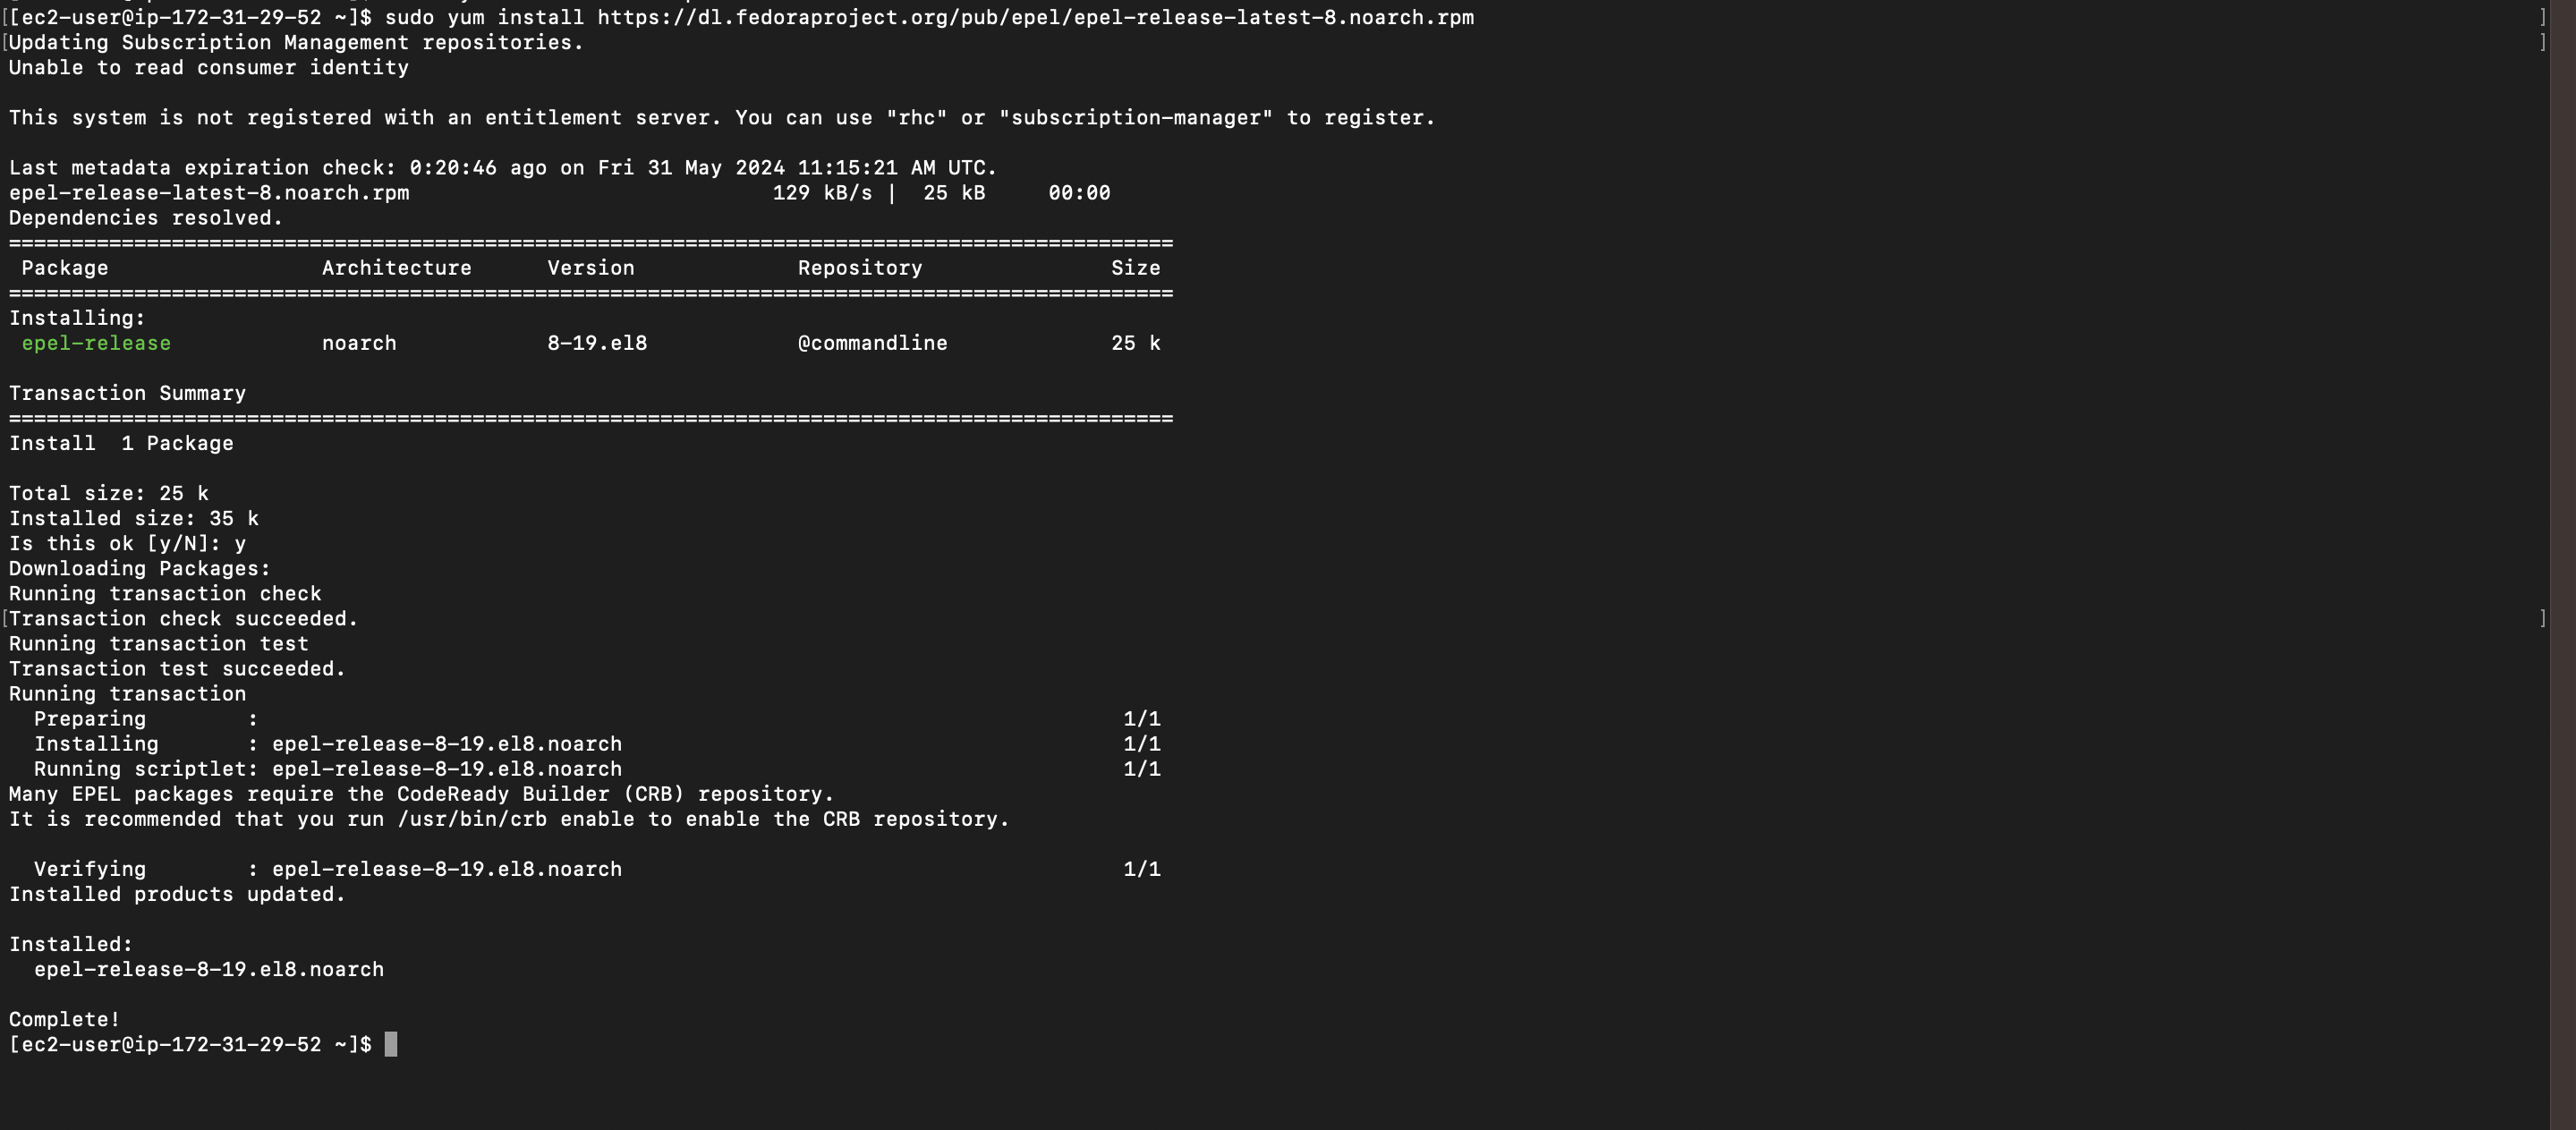 [[ec2-user@ip-172-31-29-52 ~]$ sudo yum install https://dl.fedoraproject.org/pub/epel/epel-release-latest-8.noarch.rpm ]
[Updating Subscription Management repositories. ]
Unable to read consumer identity
This system is not registered with an entitlement server. You can use "rhc" or "subscription-manager" to register.
Last metadata expiration check: 0:20:46 ago on Fri 31 May 2024 11:15:21 AM UTC.
epel-release-latest-8.noarch.rpm 129 kB/s | 25 kB 00:00
Dependencies resolved.
=============================================================================================
Package Architecture Version Repository Size
=============================================================================================
Installing:
epel-release noarch 8-19.el8 @commandline 25 k
Transaction Summary
=============================================================================================
Install 1 Package
Total size: 25 k
Installed size: 35 k
Is this ok [y/N]: y
Downloading Packages:
Running transaction check
[Transaction check succeeded. ]
Running transaction test
Transaction test succeeded.
Running transaction
Preparing : 1/1
Installing : epel-release-8-19.el8.noarch 1/1
Running scriptlet: epel-release-8-19.el8.noarch 1/1
Many EPEL packages require the CodeReady Builder (CRB) repository.
It is recommended that you run /usr/bin/crb enable to enable the CRB repository.
Verifying : epel-release-8-19.el8.noarch 1/1
Installed products updated.
Installed:
epel-release-8-19.el8.noarch
Complete!
[ec2-user@ip-172-31-29-52 ~]$